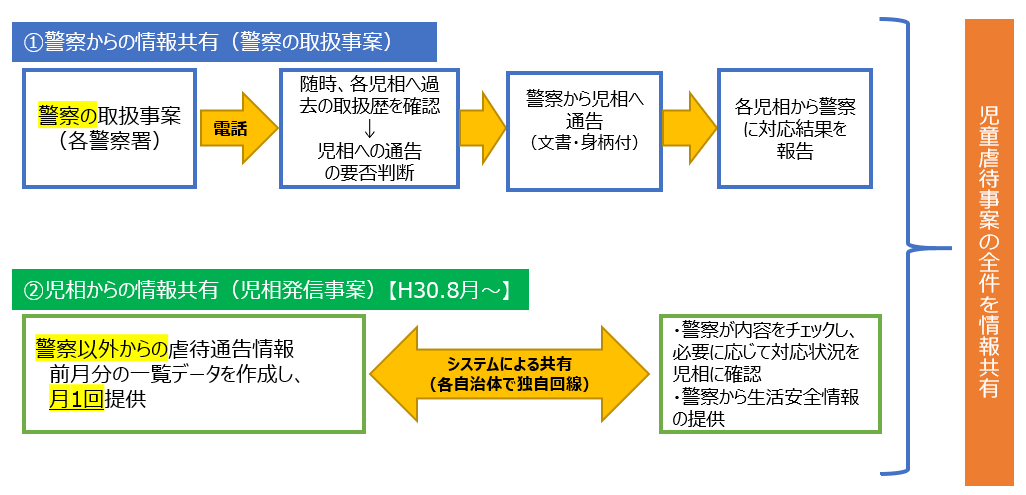 ①警察からの情報共有（警察の取扱事案）
警察の取扱事案
（各警察署）
電話
随時、各児相へ過
去の取扱歴を確認
↓
児相への通告
の要否判断
警察から児相へ
通告
（文書・身柄付）
各児相から警察
に対応結果を
報告
②児相からの情報共有（児相発信事案）【H30.8月～】
警察以外からの虐待通告情報
前月分の一覧データを作成し、
月1回提供
システムによる共有
（各自治体で独自回線）
・警察が内容をチェックし、
必要に応じて対応状況を
児相に確認
・警察から生活安全情報
の提供
児童虐待事案の全件を情報共有